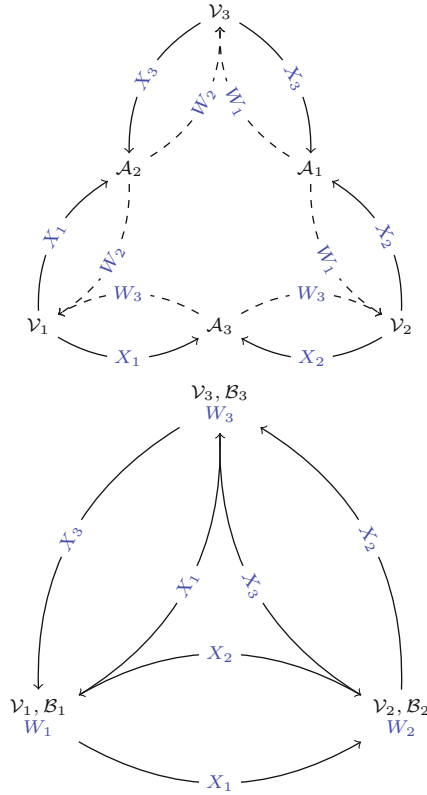 𝒱₃
X₃ X₃
W₂ W₁
𝒜₂ 𝒜₁
X₁ W₂ W₁ X₂
W₃ W₃
𝒱₁ 𝒜₃ 𝒱₂
X₁ X₂
𝒱₃, ℬ₃
W₃
X₃ X₂
X₁ X₃
X₂
𝒱₁, ℬ₁ 𝒱₂, ℬ₂
W₁ W₂
X₁